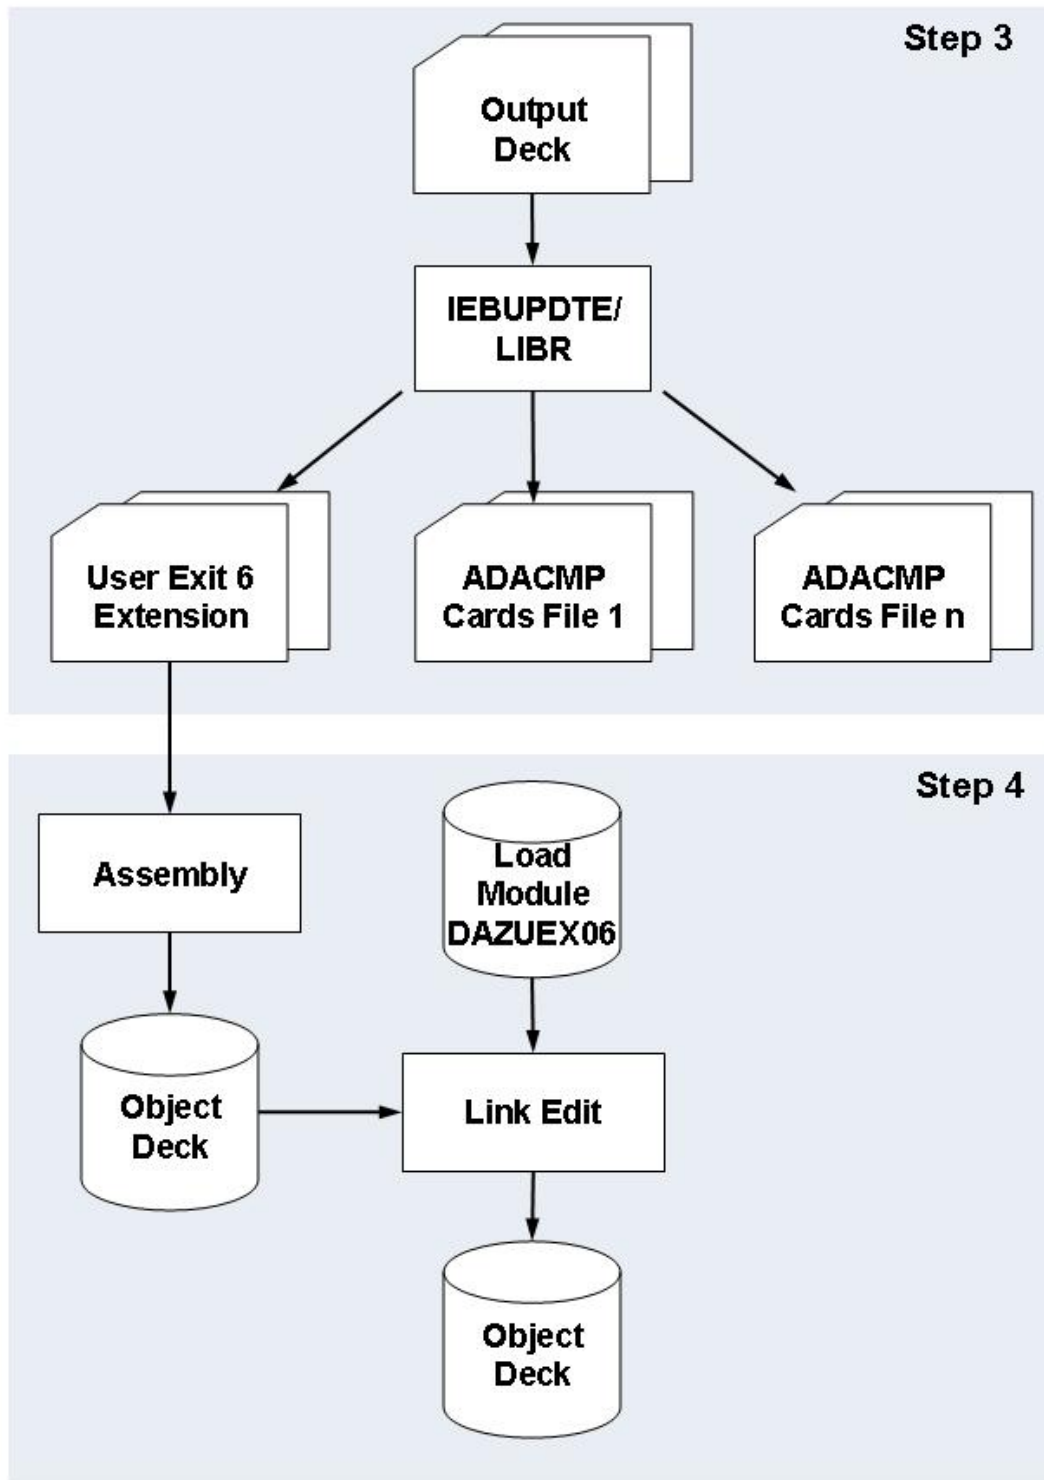 Step 3
Output
Deck
IEBUPDTE/
LIBR
User Exit 6
Extension
ADACMP
Cards File 1
ADACMP
Cards File n
Step 4
Assembly
Load
Module
DAZUEX06
Object
Deck
Link Edit
Object
Deck